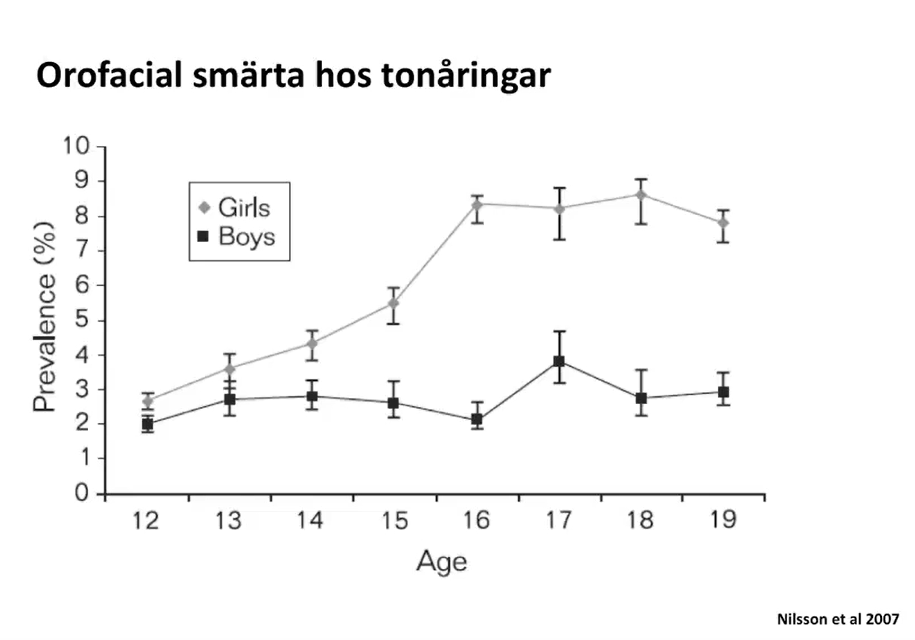 Orofacial smärta hos tonåringar
10
9
8
7
6
5
4
3
2
1
0
Prevalence (%)
Girls
Boys
12 13 14 15 16 17 18 19
Age
Nilsson et al 2007